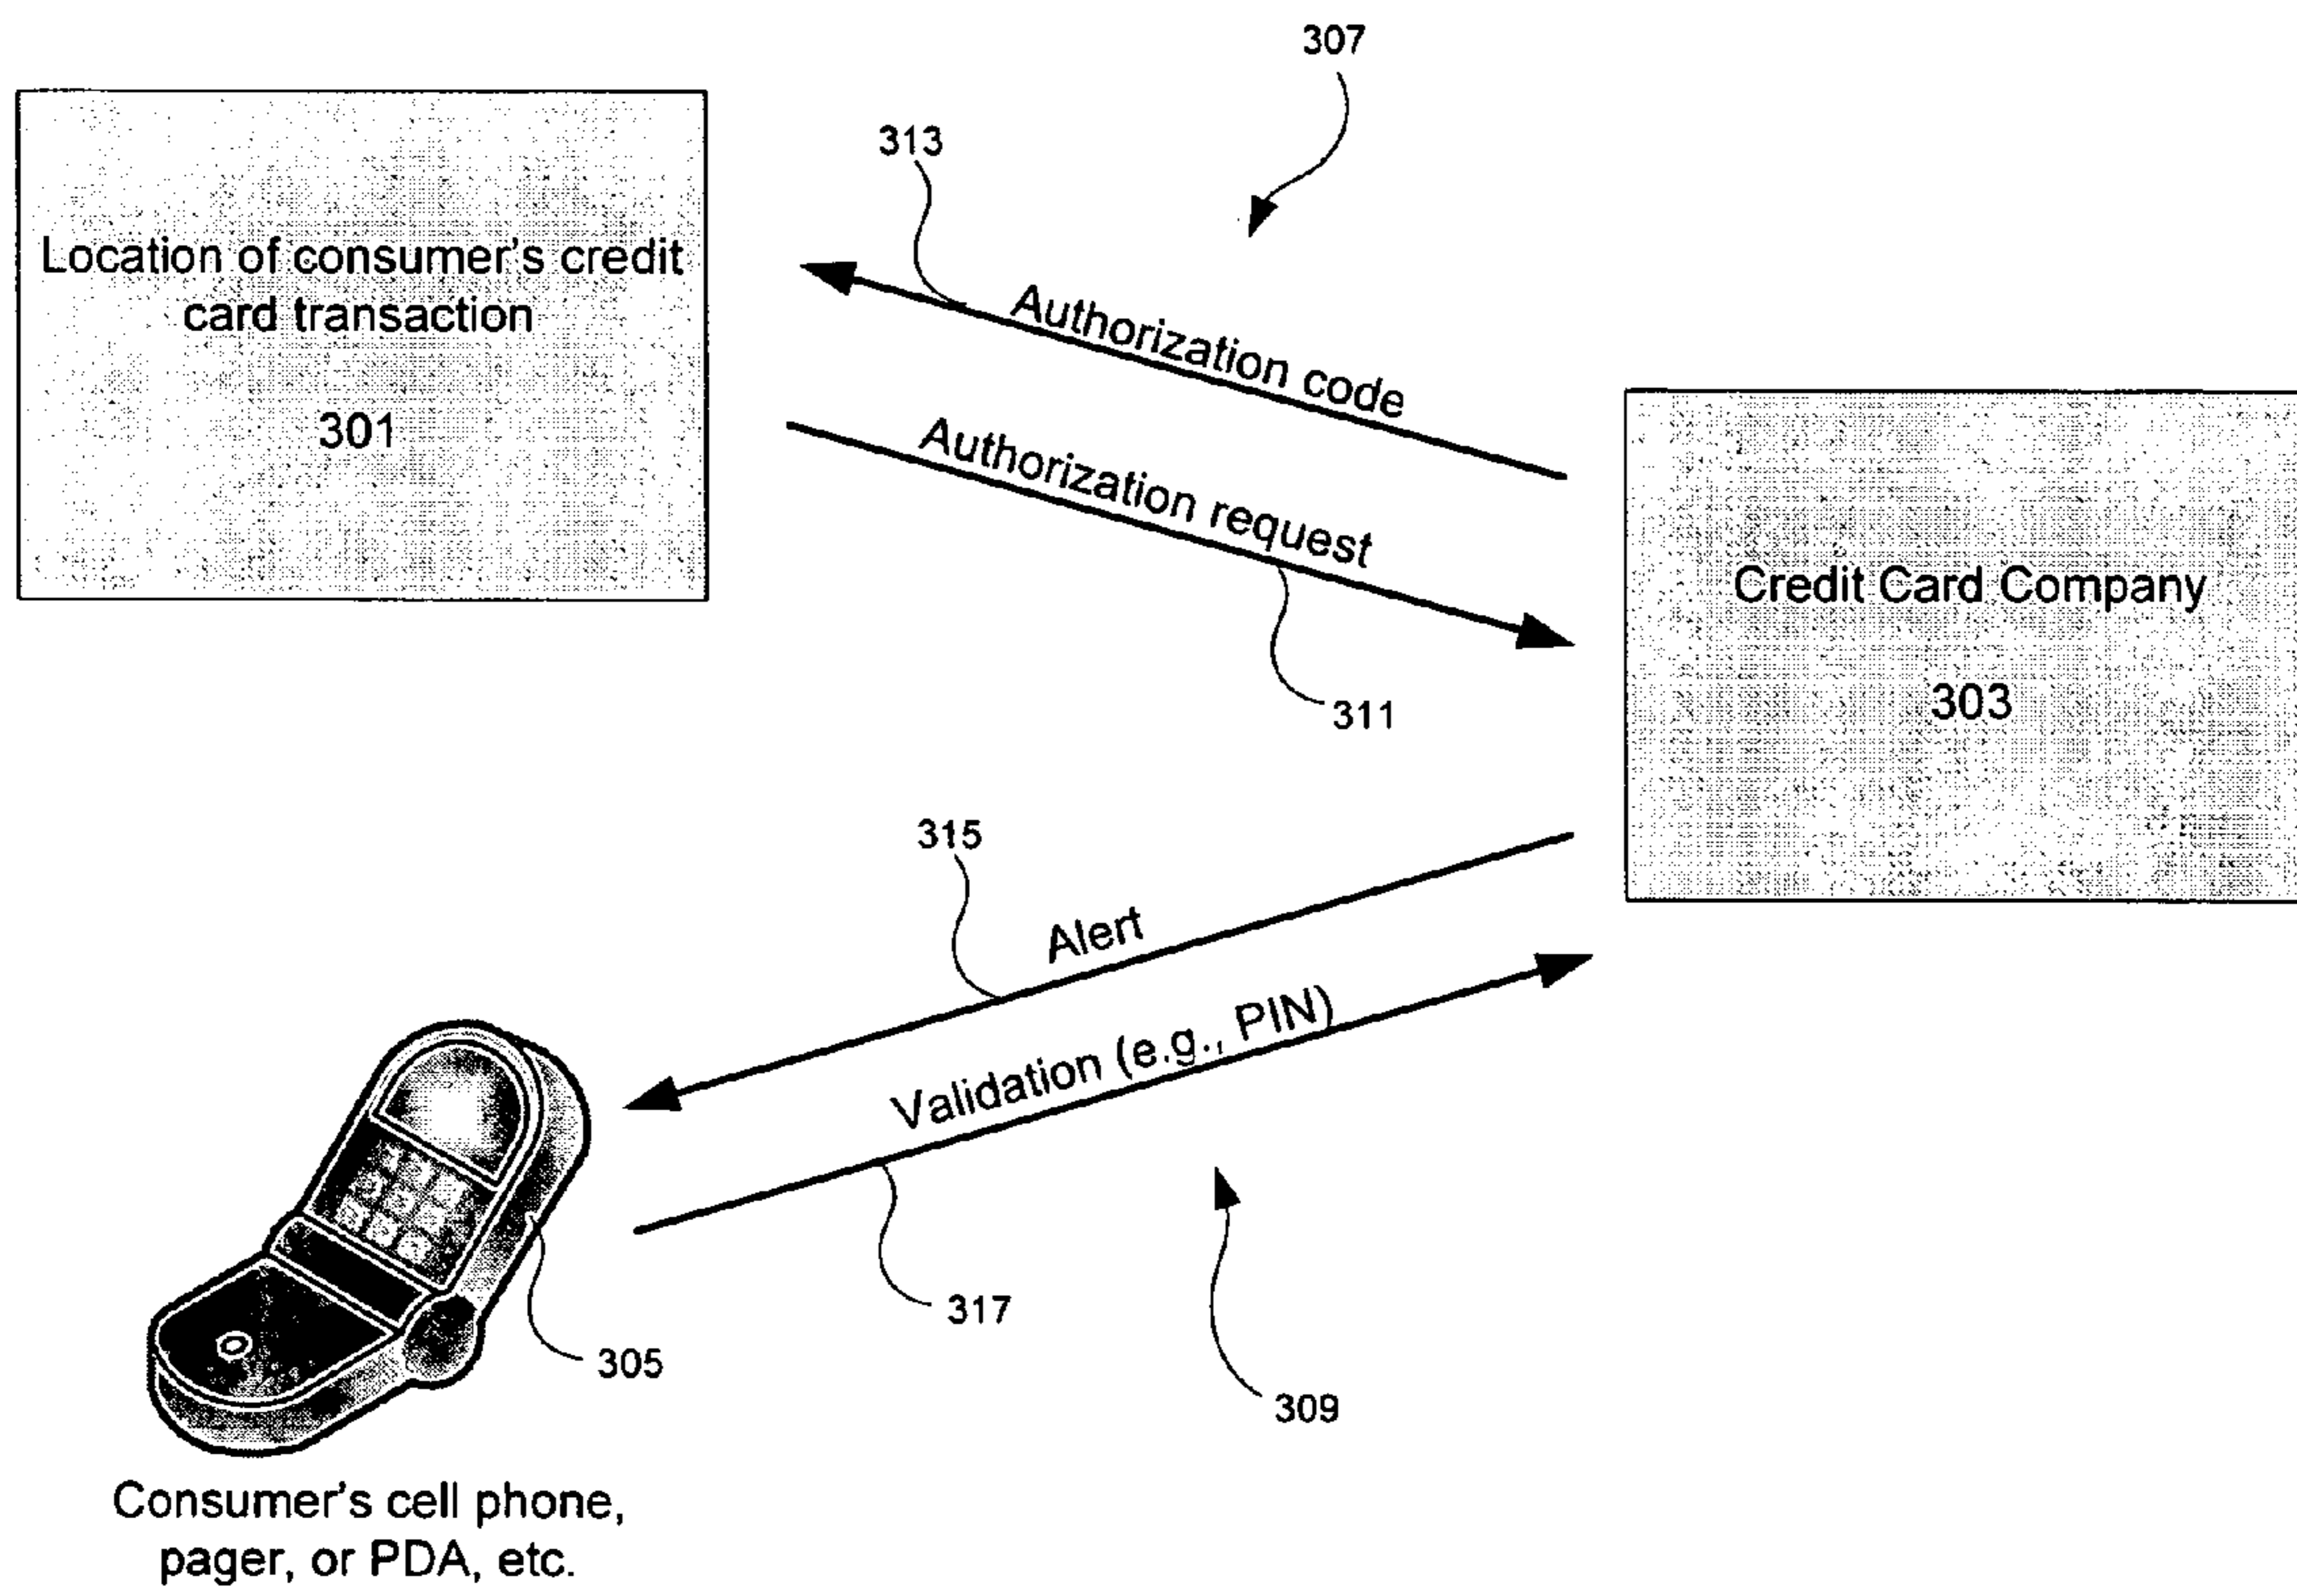 307
313
Location of consumer's credit
card transaction
301
Authorization code
Authorization request
311
Credit Card Company
303
315
Alert
Validation (e.g., PIN)
317
305
309
Consumer's cell phone,
pager, or PDA, etc.